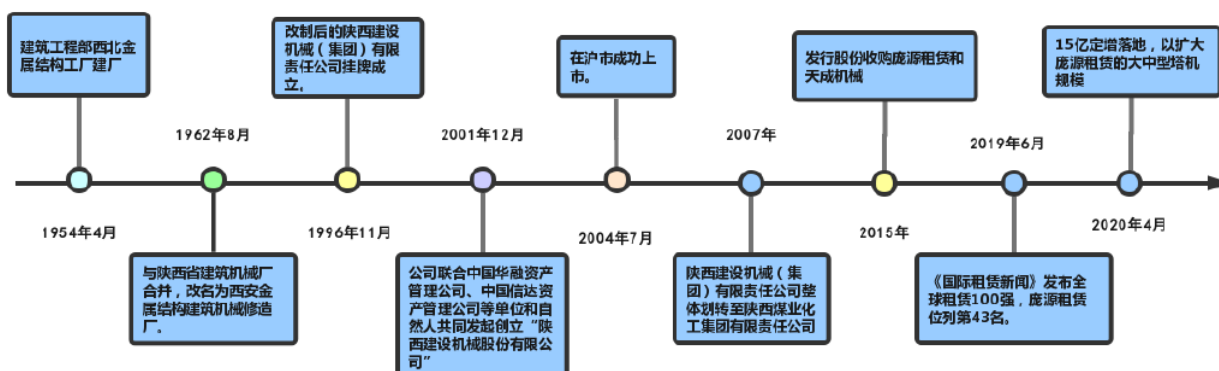 建筑工程部西北金
属结构工厂建厂
改制后的陕西建设
机械（集团）有限
责任公司挂牌成
立。
在沪市成功上
市。
发行股份收购庞源租赁和
天成机械
15亿定增落地，以扩大
庞源租赁的大中型塔机
规模
1962年8月
2001年12月
2007年
2019年6月
1954年4月
1996年11月
2004年7月
2015年
2020年4月
与陕西省建筑机械厂
合并，改名为西安金
属结构建筑机械修造
厂。
公司联合中国华融资产
管理公司、中国信达资
产管理公司等单位和自
然人共同发起创立“陕
西建设机械股份有限公
司”
陕西建设机械（集
团）有限责任公司整
体划转至陕西煤业化
工集团有限责任公司
《国际租赁新闻》发布全
球租赁100强，庞源租赁
位列第43名。